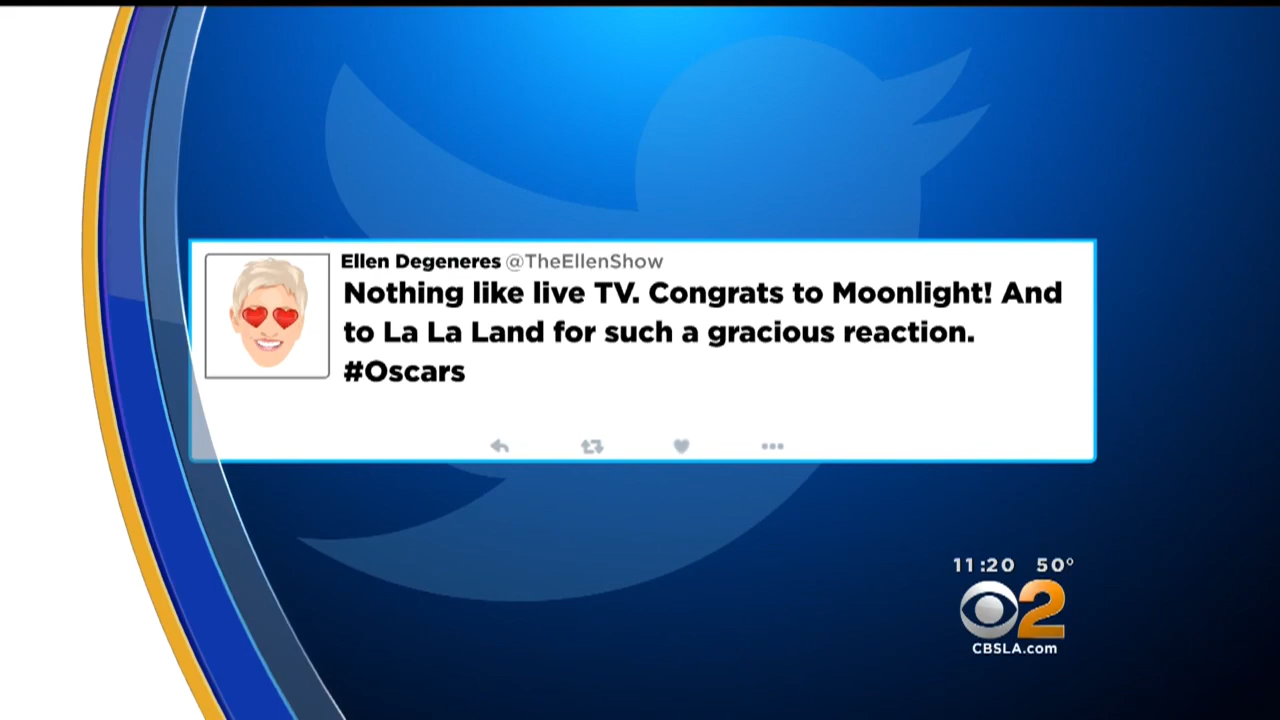 Ellen Degeneres @TheEllenShow
Nothing like live TV. Congrats to Moonlight! And
to La La Land for such a gracious reaction.
#Oscars
11:20 50°
2
CBSLA.com